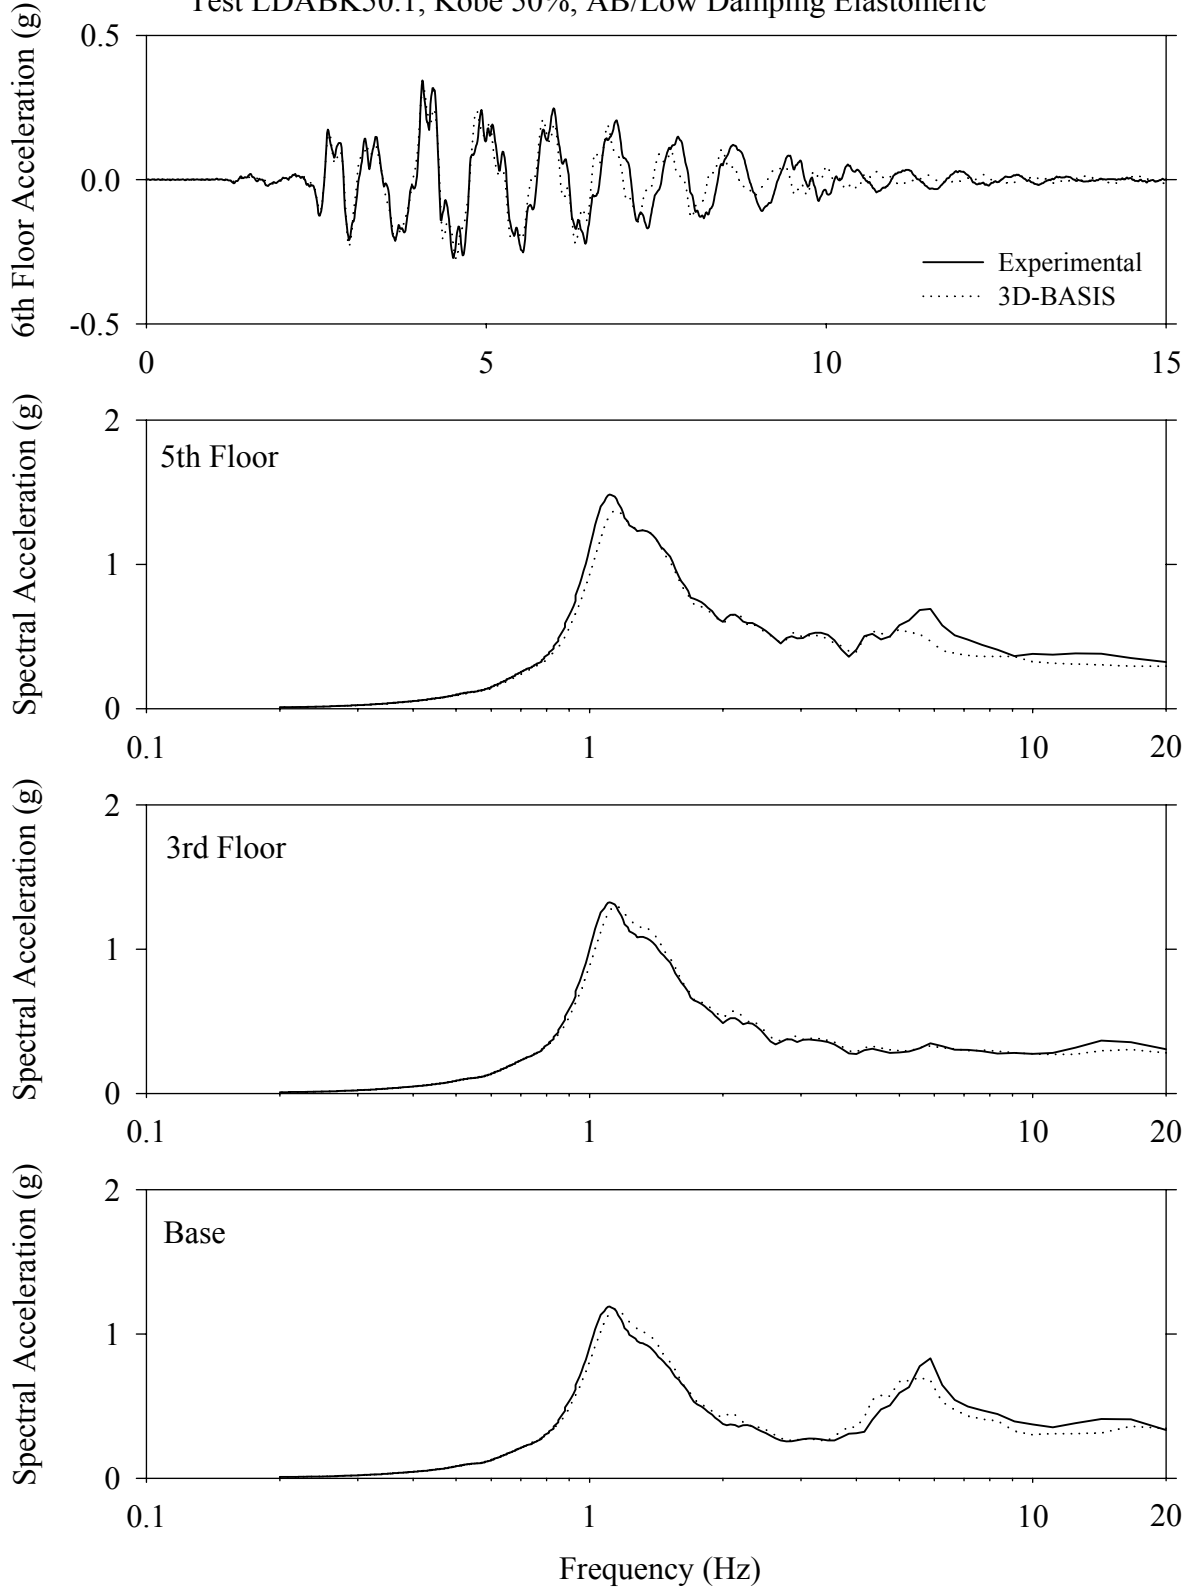 Test LDABK50.1, Kobe 50%, AB/Low Damping Elastomeric
6th Floor Acceleration (g)
0.5
0.0
-0.5
Experimental
3D-BASIS
0 5 10 15
Spectral Acceleration (g)
2
5th Floor
1
0
0.1 1 10 20
Spectral Acceleration (g)
2
3rd Floor
1
0
0.1 1 10 20
Spectral Acceleration (g)
2
Base
1
0
0.1 1 10 20
Frequency (Hz)